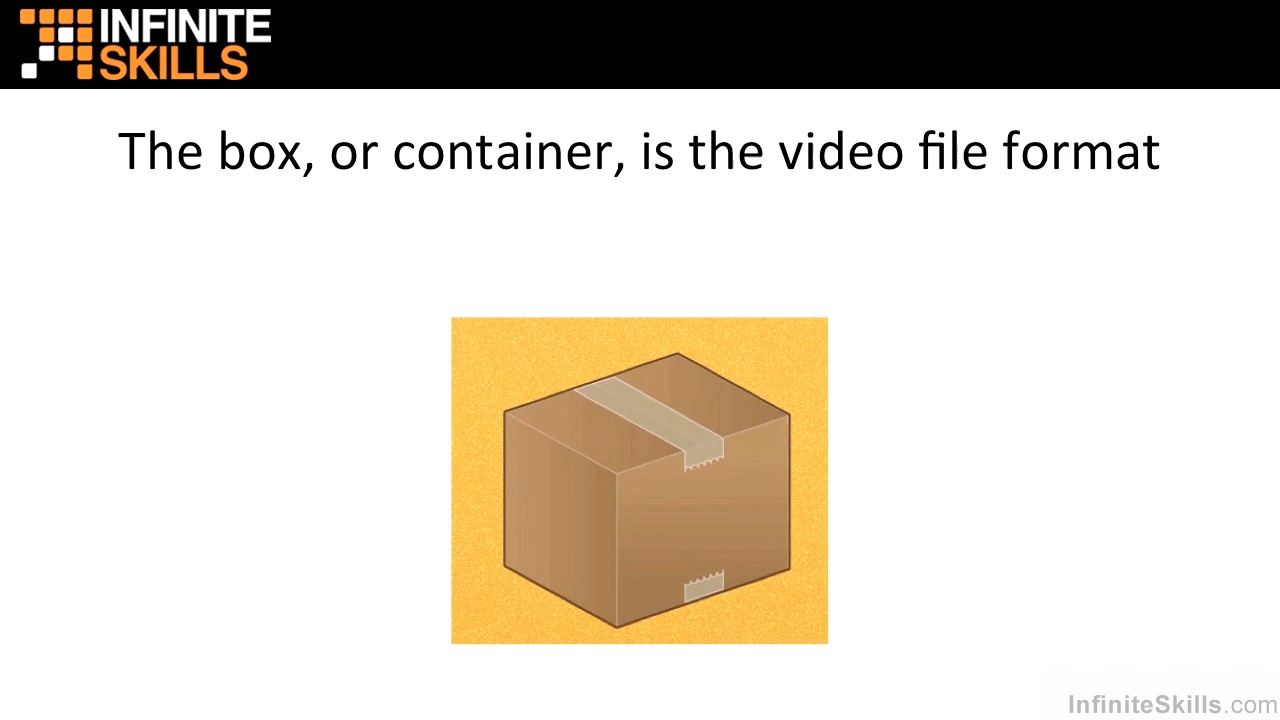 INFINITE
SKILLS
The box, or container, is the video file format
InfiniteSkills.com